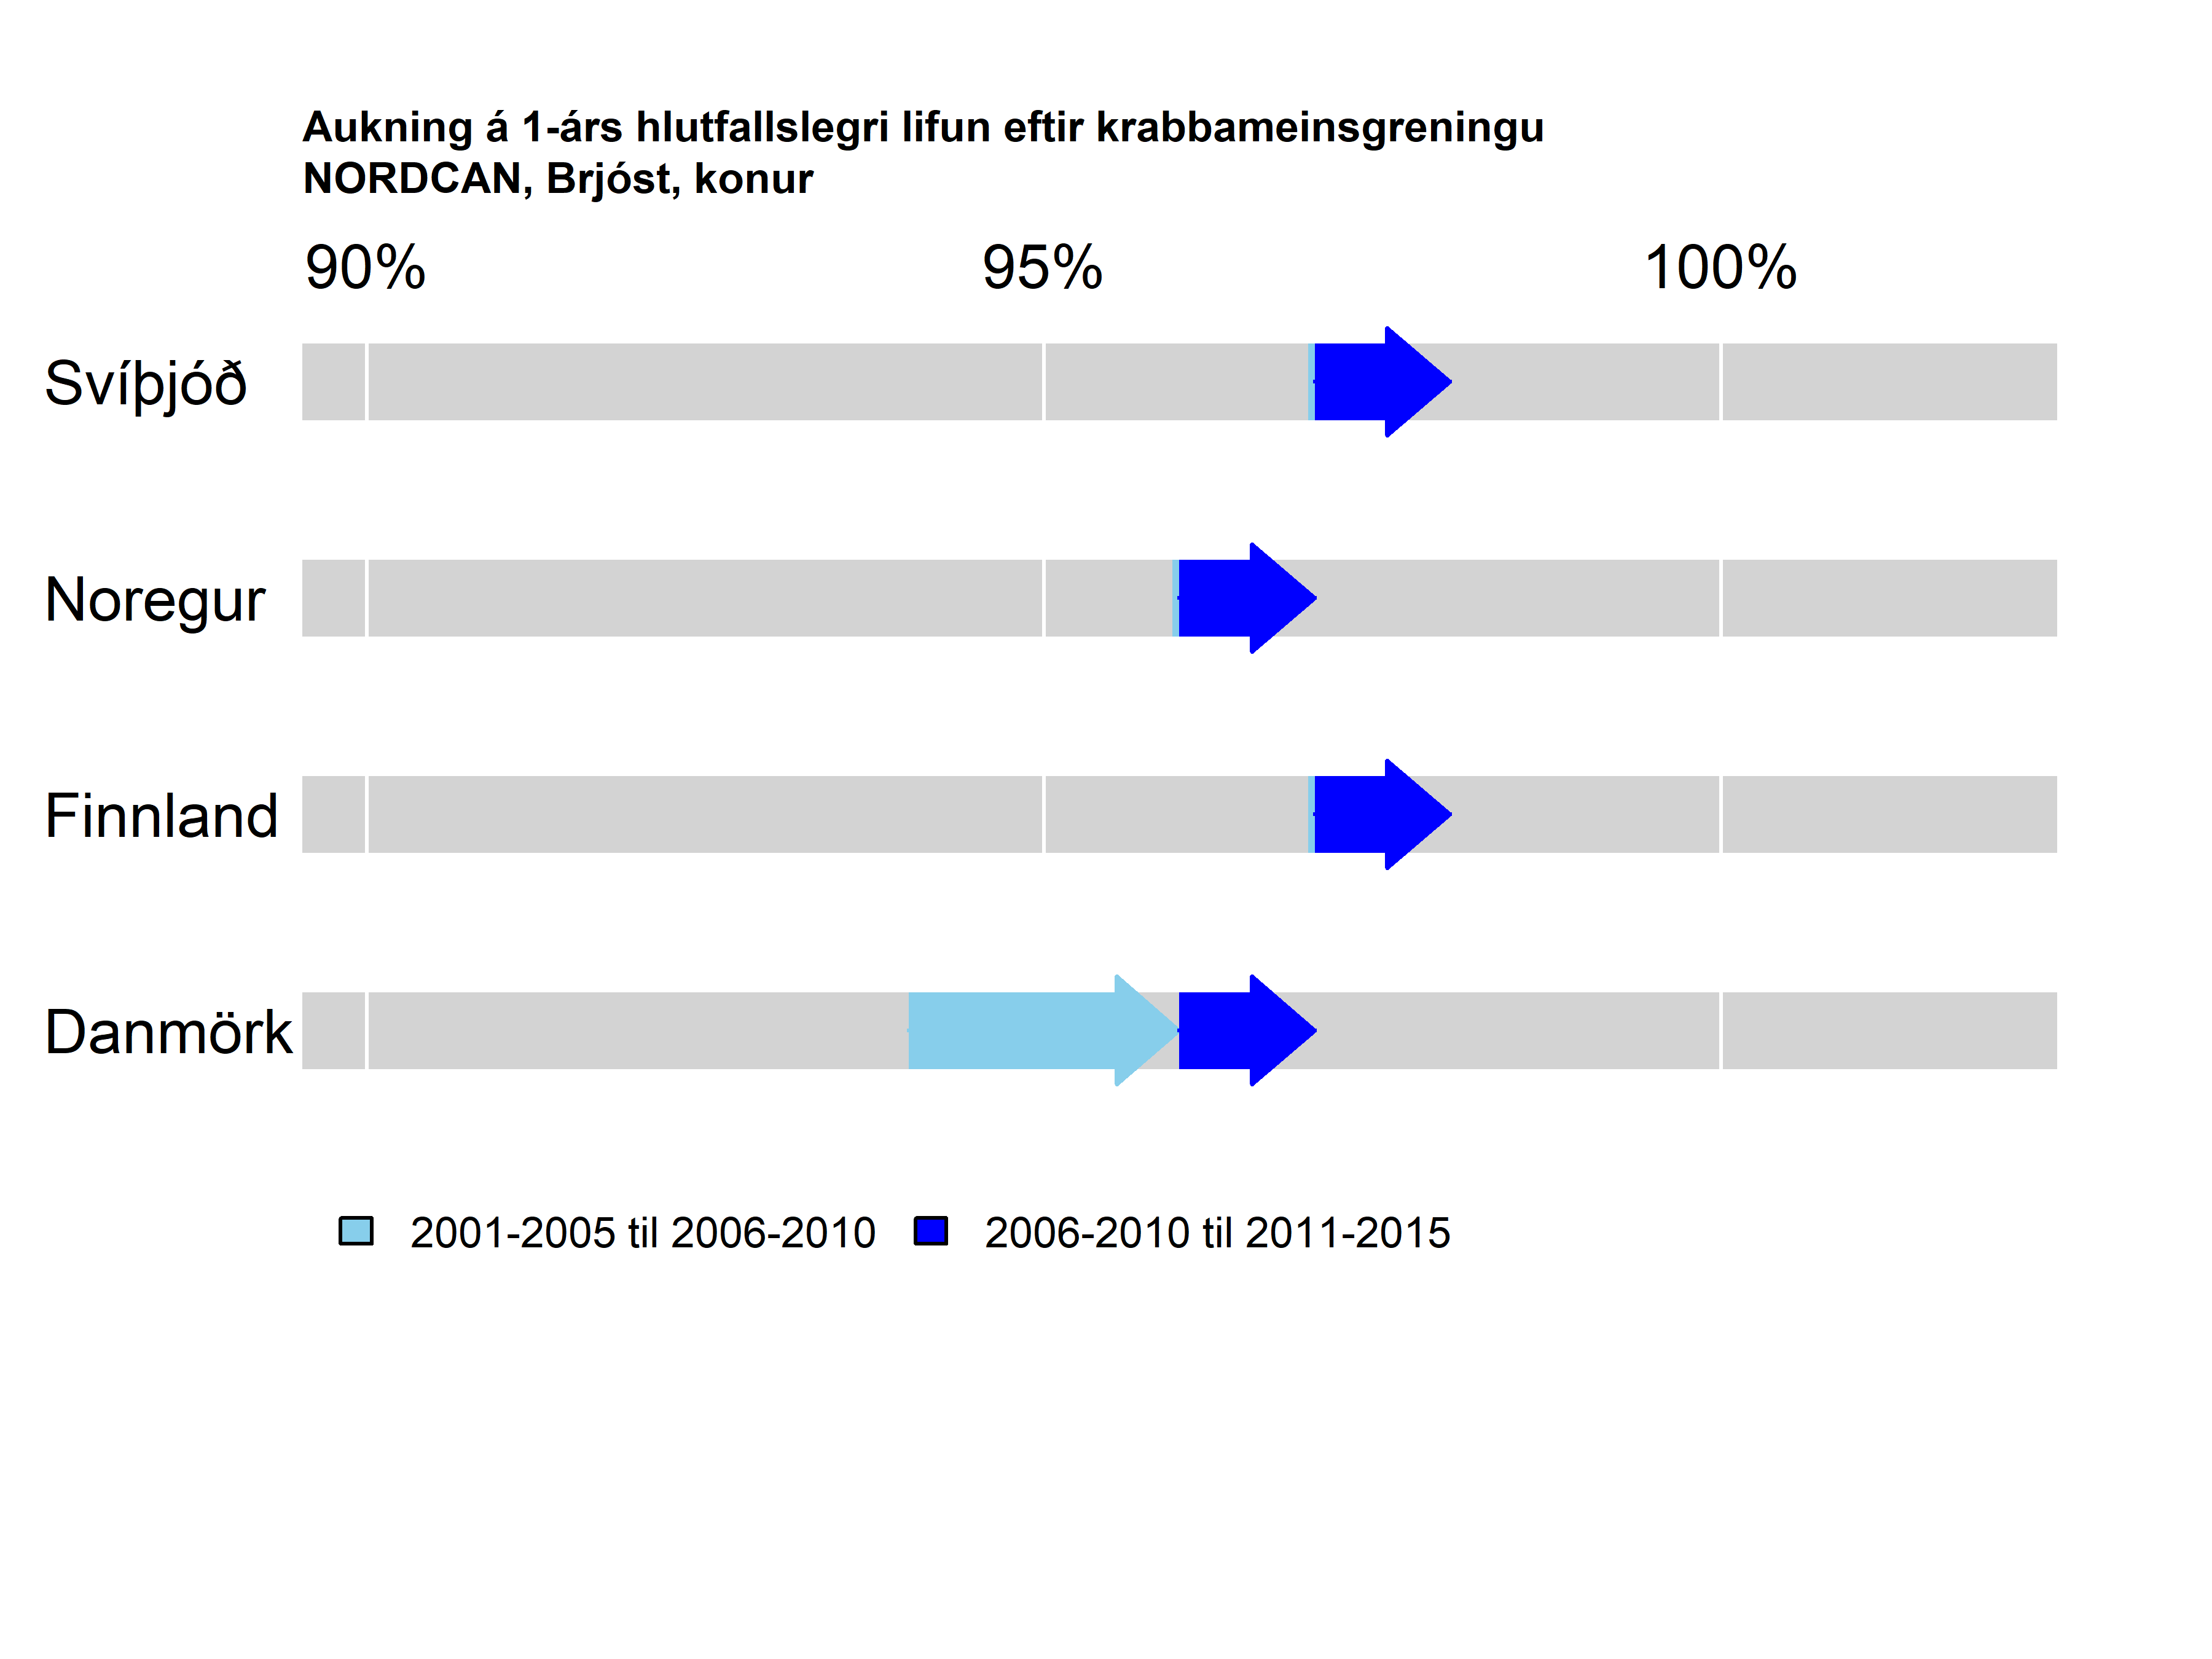 Aukning á 1-árs hlutfallslegri lifun eftir krabbameinsgreningu
NORDCAN, Brjóst, konur
90% 95% 100%
Svíþjóð
Noregur
Finnland
Danmörk
2001-2005 til 2006-2010 2006-2010 til 2011-2015